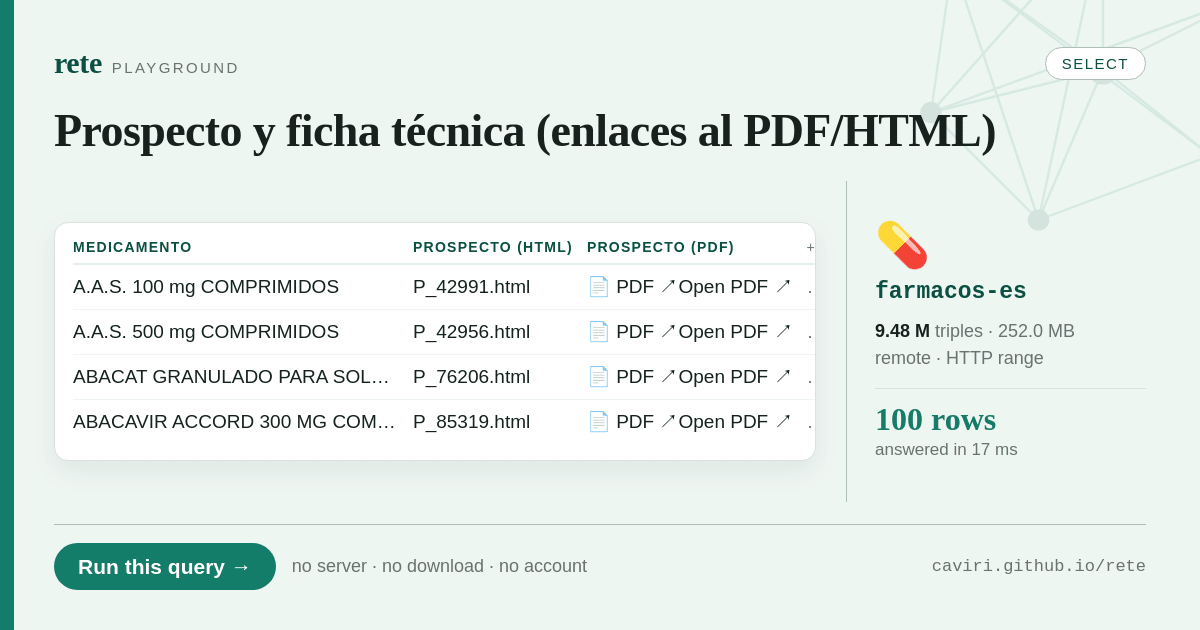 rete PLAYGROUND
SELECT
Prospecto y ficha técnica (enlaces al PDF/HTML)
MEDICAMENTO PROSPECTO (HTML) PROSPECTO (PDF) +
A.A.S. 100 mg COMPRIMIDOS P_42991.html 📄 PDF ↗Open PDF ↗ .
A.A.S. 500 mg COMPRIMIDOS P_42956.html 📄 PDF ↗Open PDF ↗ .
ABACAT GRANULADO PARA SOL… P_76206.html 📄 PDF ↗Open PDF ↗ .
ABACAVIR ACCORD 300 MG COM… P_85319.html 📄 PDF ↗Open PDF ↗ .
farmacos-es
9.48 M triples · 252.0 MB
remote · HTTP range
100 rows
answered in 17 ms
Run this query →
no server · no download · no account
caviri.github.io/rete